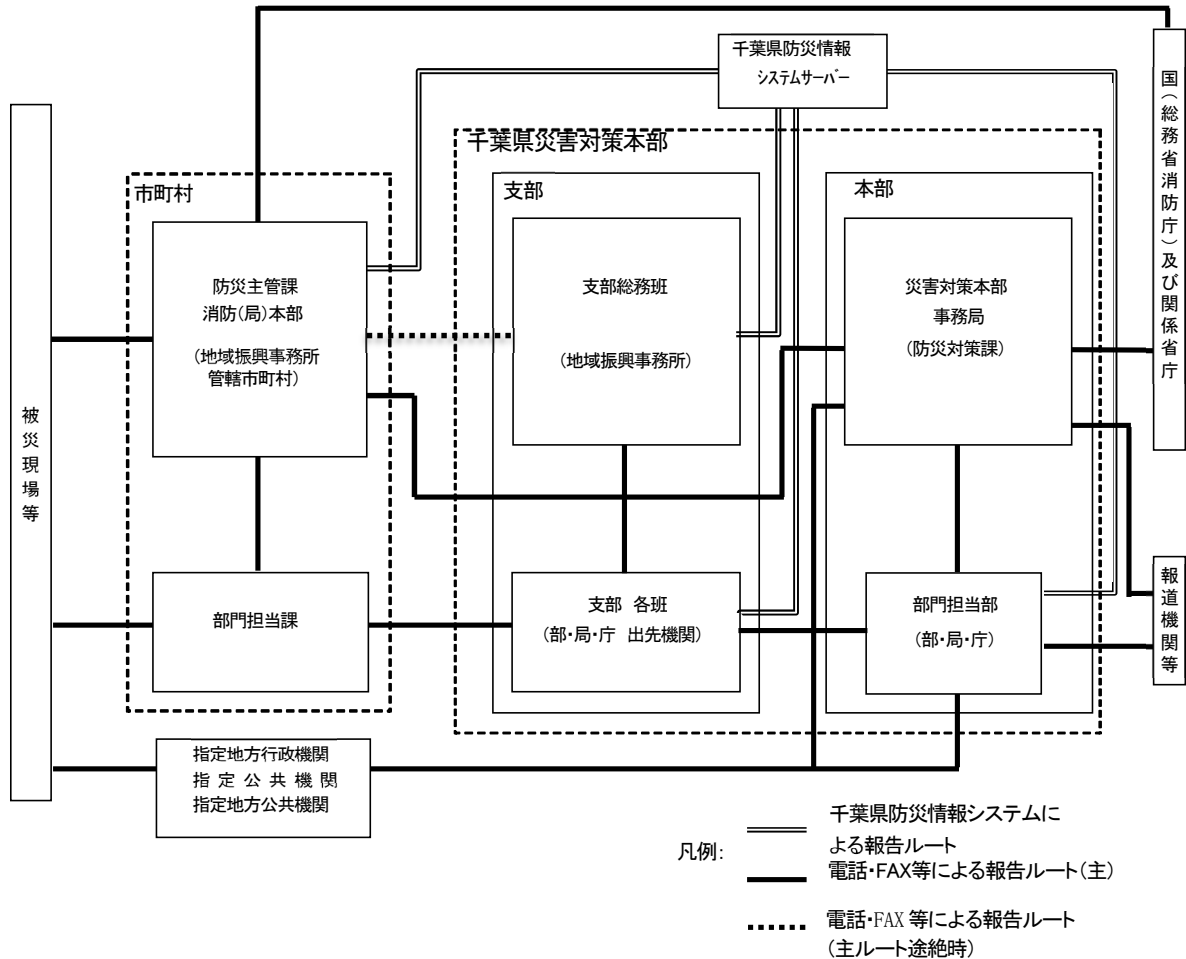 千葉県防災情報
システムサーバー
国(総務省消防庁)及び関係省庁
千葉県災害対策本部
市町村
支部
本部
防災主管課
消防(局)本部
(地域振興事務所
管轄市町村)
支部総務班
(地域振興事務所)
災害対策本部
事務局
(防災対策課)
被災現場等
部門担当課
支部 各班
(部・局・庁 出先機関)
部門担当部
(部・局・庁)
報道機関等
指定地方行政機関
指定公共機関
指定地方公共機関
凡例:
千葉県防災情報システムに
よる報告ルート
電話・FAX等による報告ルート(主)
電話・FAX 等による報告ルート
(主ルート途絶時)